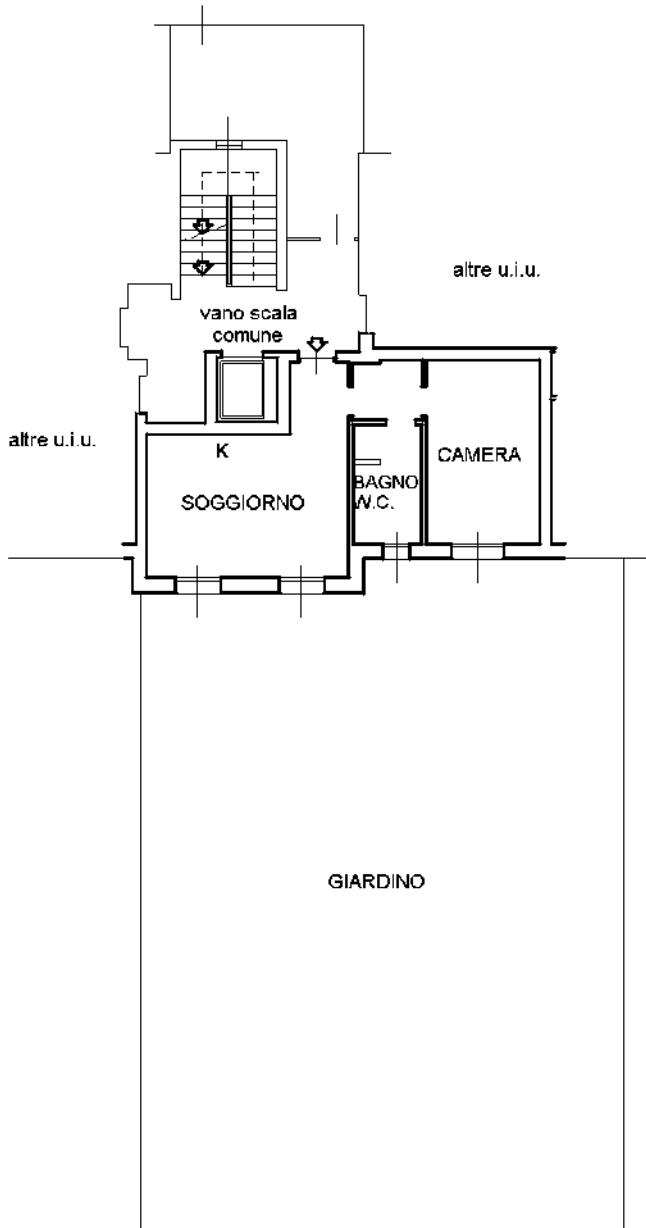 altre u.i.u.
vano scala
comune
altre u.i.u.
K
CAMERA
SOGGIORNO
BAGNO
W.C.
GIARDINO